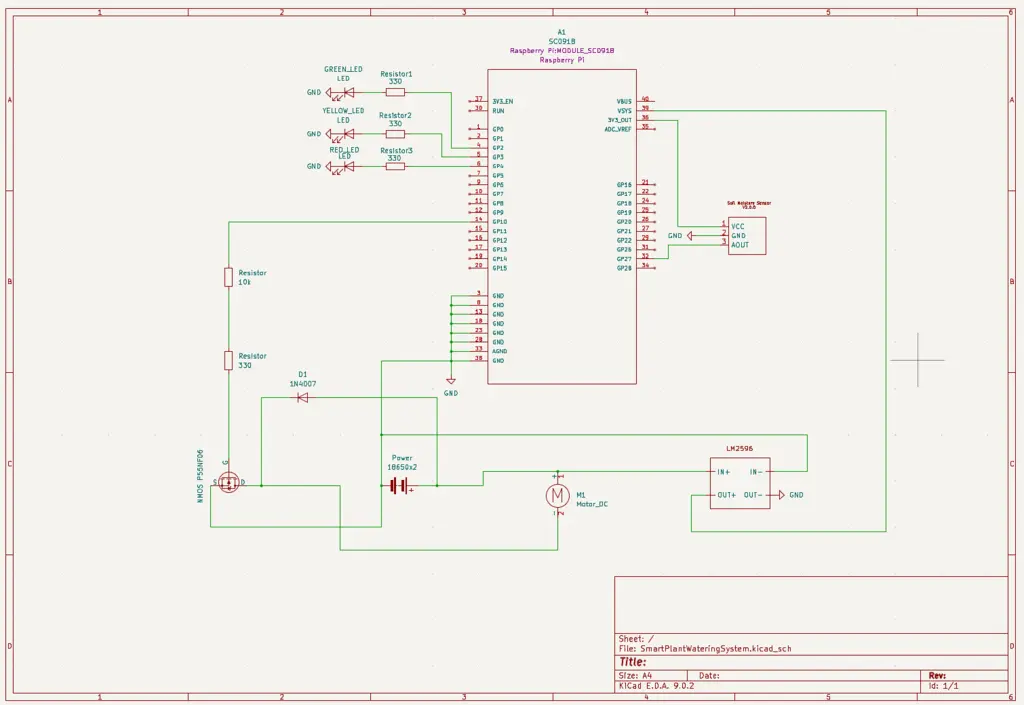 1 2 3 4 5 6
A1
SC0918
Raspberry Pi:MODULE_SC0918
Raspberry Pi
GREEN_LED
LED
GND
Resistor1
330
YELLOW_LED
LED
GND
Resistor2
330
RED_LED
LED
GND
Resistor3
330
37 3V3_EN
30 RUN
1 GP0
2 GP1
4 GP2
5 GP3
6 GP4
7 GP5
9 GP6
10 GP7
11 GP8
12 GP9
14 GP10
15 GP11
16 GP12
17 GP13
19 GP14
20 GP15
3 GND
8 GND
13 GND
18 GND
23 GND
28 GND
33 AGND
38 GND
GND
VBUS 40
VSYS 39
3V3_OUT 36
ADC_VREF 35
GP16 21
GP17 22
GP18 24
GP19 25
GP20 26
GP21 27
GP22 29
GP26 31
GP27 32
GP28 34
Soil Moisture Sensor
V2.0.0
1 VCC
GND 2 GND
3 AOUT
A A
B B
Resistor
10k
Resistor
330
D1
1N4007
C C
NMOS P55NF06
G
S D
Power
18650x2
+
+ 1
M
M1
Motor_DC
2
LM2596
IN+ IN-
OUT+ OUT- GND
D D
Sheet: /
File: SmartPlantWateringSystem.kicad_sch
Title:
Size: A4 Date: Rev:
KiCad E.D.A. 9.0.2 Id: 1/1
1 2 3 4 5 6